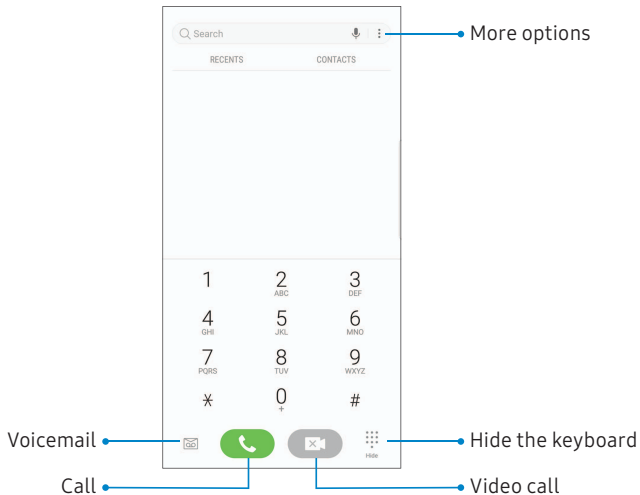 Search
More options
RECENTS CONTACTS
1 2 3
ABC DEF
4 5 6
GHI JKL MNO
7 8 9
PQRS TUV WXYZ
* 0 #
+
Voicemail
Hide the keyboard
Hide
Call
Video call